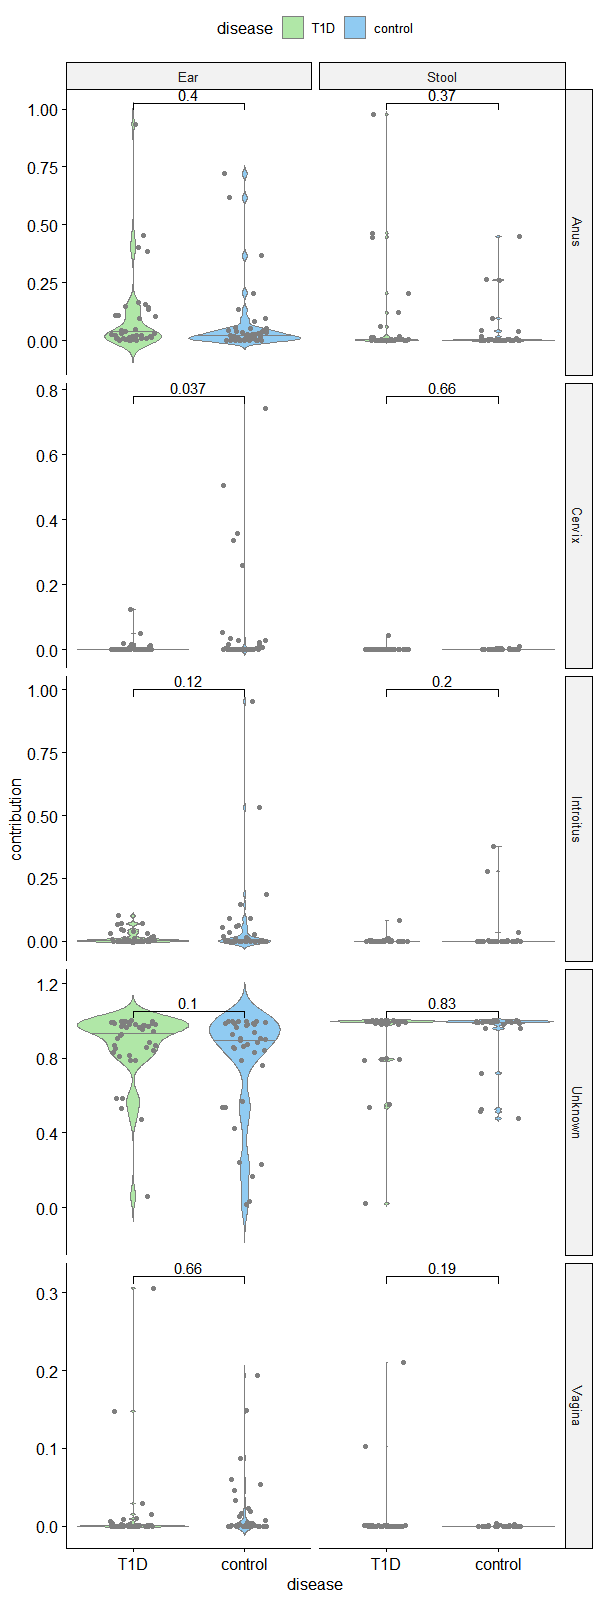 disease T1D control
Ear Stool
0.4 0.37
1.00
0.75
0.50
0.25
0.00
Anus
0.037 0.66
0.8
0.6
0.4
0.2
0.0
Cervix
0.12 0.2
1.00
0.75
0.50
0.25
0.00
Introitus
contribution
0.1 0.83
1.2
0.8
0.4
0.0
Unknown
0.66 0.19
0.3
0.2
0.1
0.0
Vagina
T1D control T1D control
disease